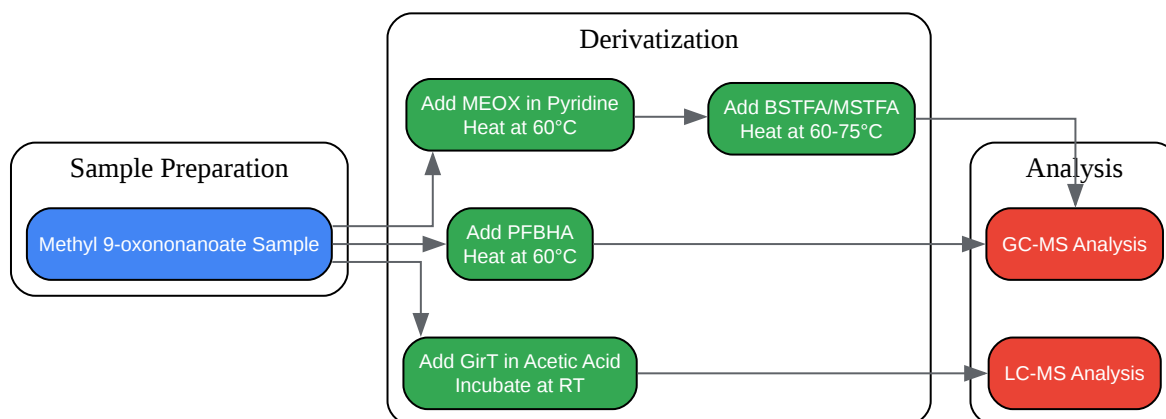 Derivatization
Add MEOX in Pyridine
Heat at 60°C
Add BSTFA/MSTFA
Heat at 60-75°C
Sample Preparation
Analysis
Methyl 9-oxononanoate Sample
Add PFBHA
Heat at 60°C
GC-MS Analysis
Add GirT in Acetic Acid
Incubate at RT
LC-MS Analysis